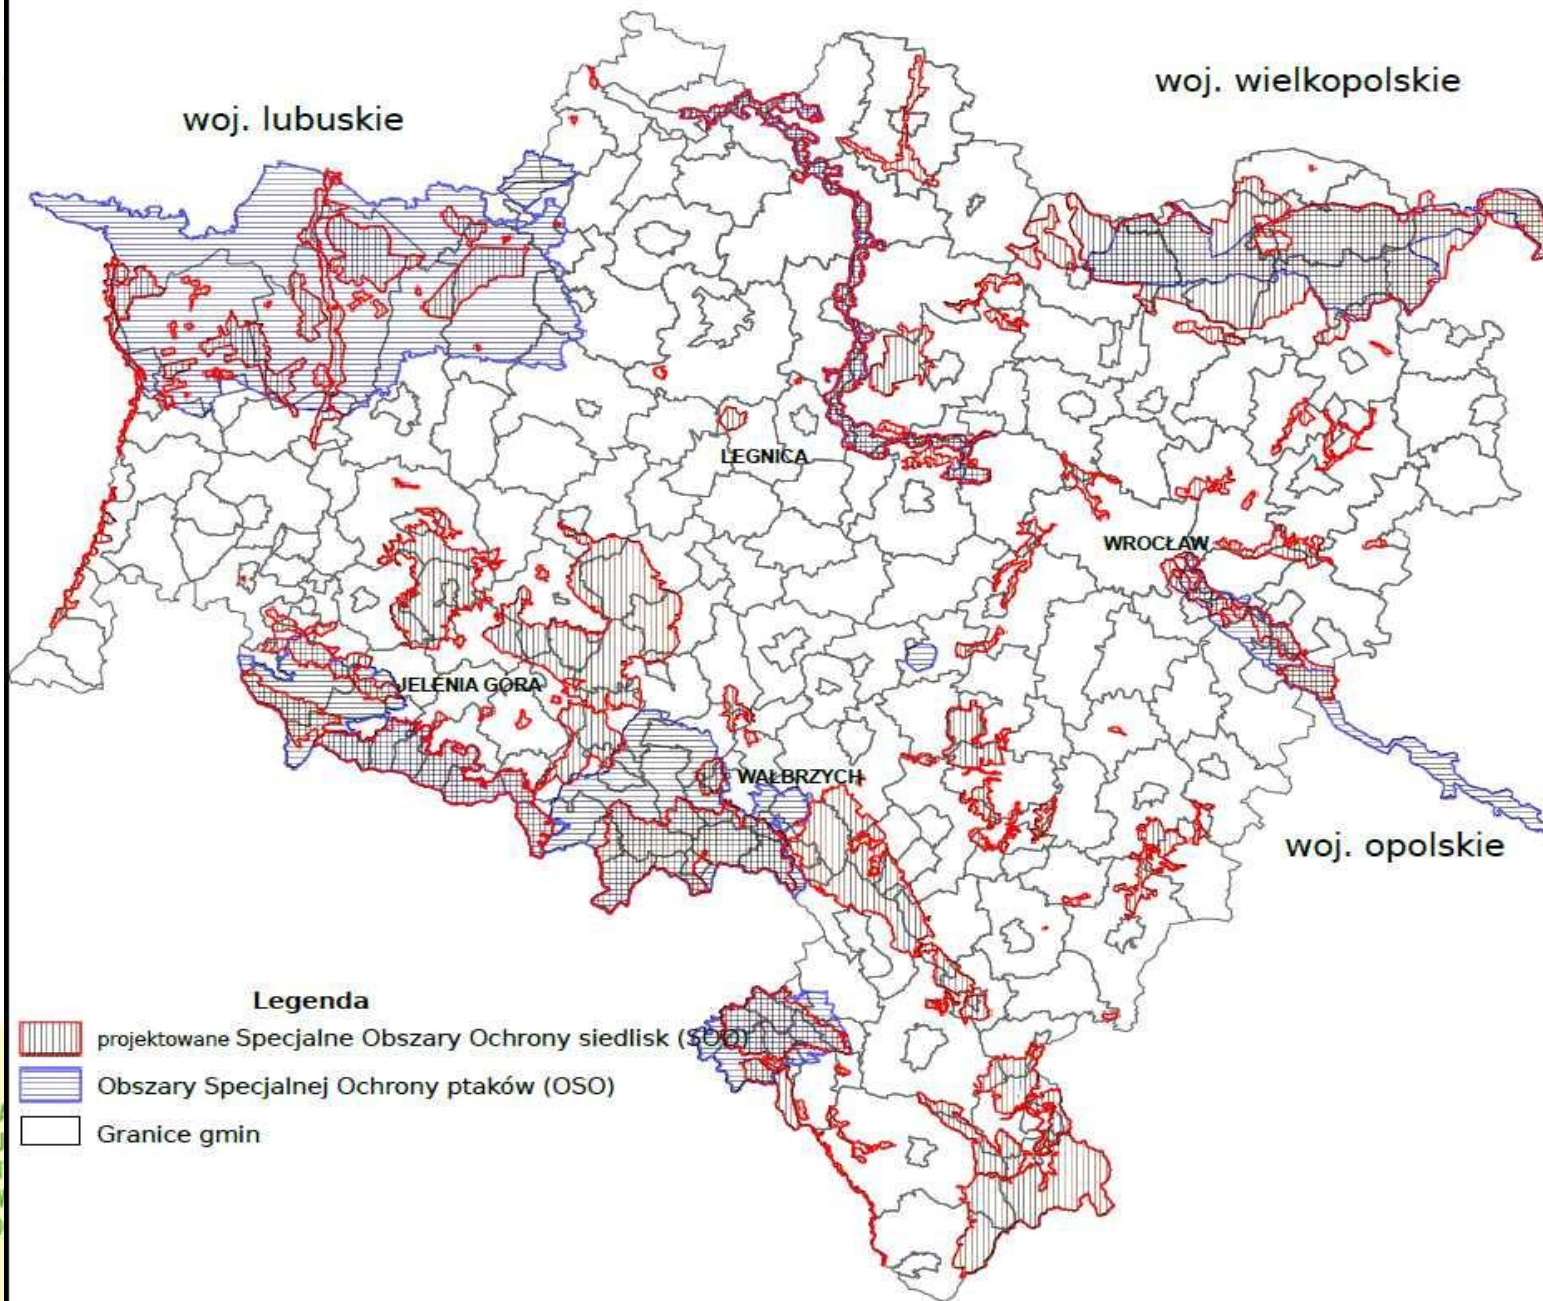 woj. wielkopolskie
woj. lubuskie
LEGNICA
WROCŁAW
JELENIA GÓRA
WAŁBRZYCH
woj. opolskie
Legenda
projektowane Specjalne Obszary Ochrony siedlisk (SOO)
Obszary Specjalnej Ochrony ptaków (OSO)
Granice gmin